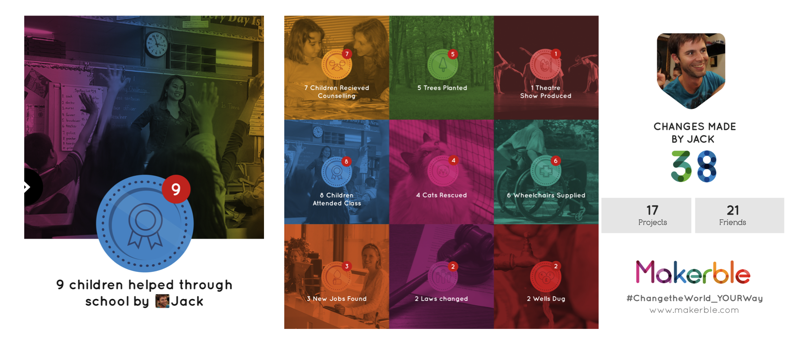 Every Day Is
9
9 children helped through
school by Jack
7
7 Children Recieved
Counselling
5
5 Trees Planted
1
1 Theatre
Show Produced
8 Children
Attended Class
4
4 Cats Rescued
6
6 Wheelchairs Supplied
3
3 New Jobs Found
2
2 Laws changed
2
2 Wells Dug
CHANGES MADE
BY JACK
38
17
Projects
21
Friends
Makerble
#ChangetheWorld_YOURWay
www.makerble.com